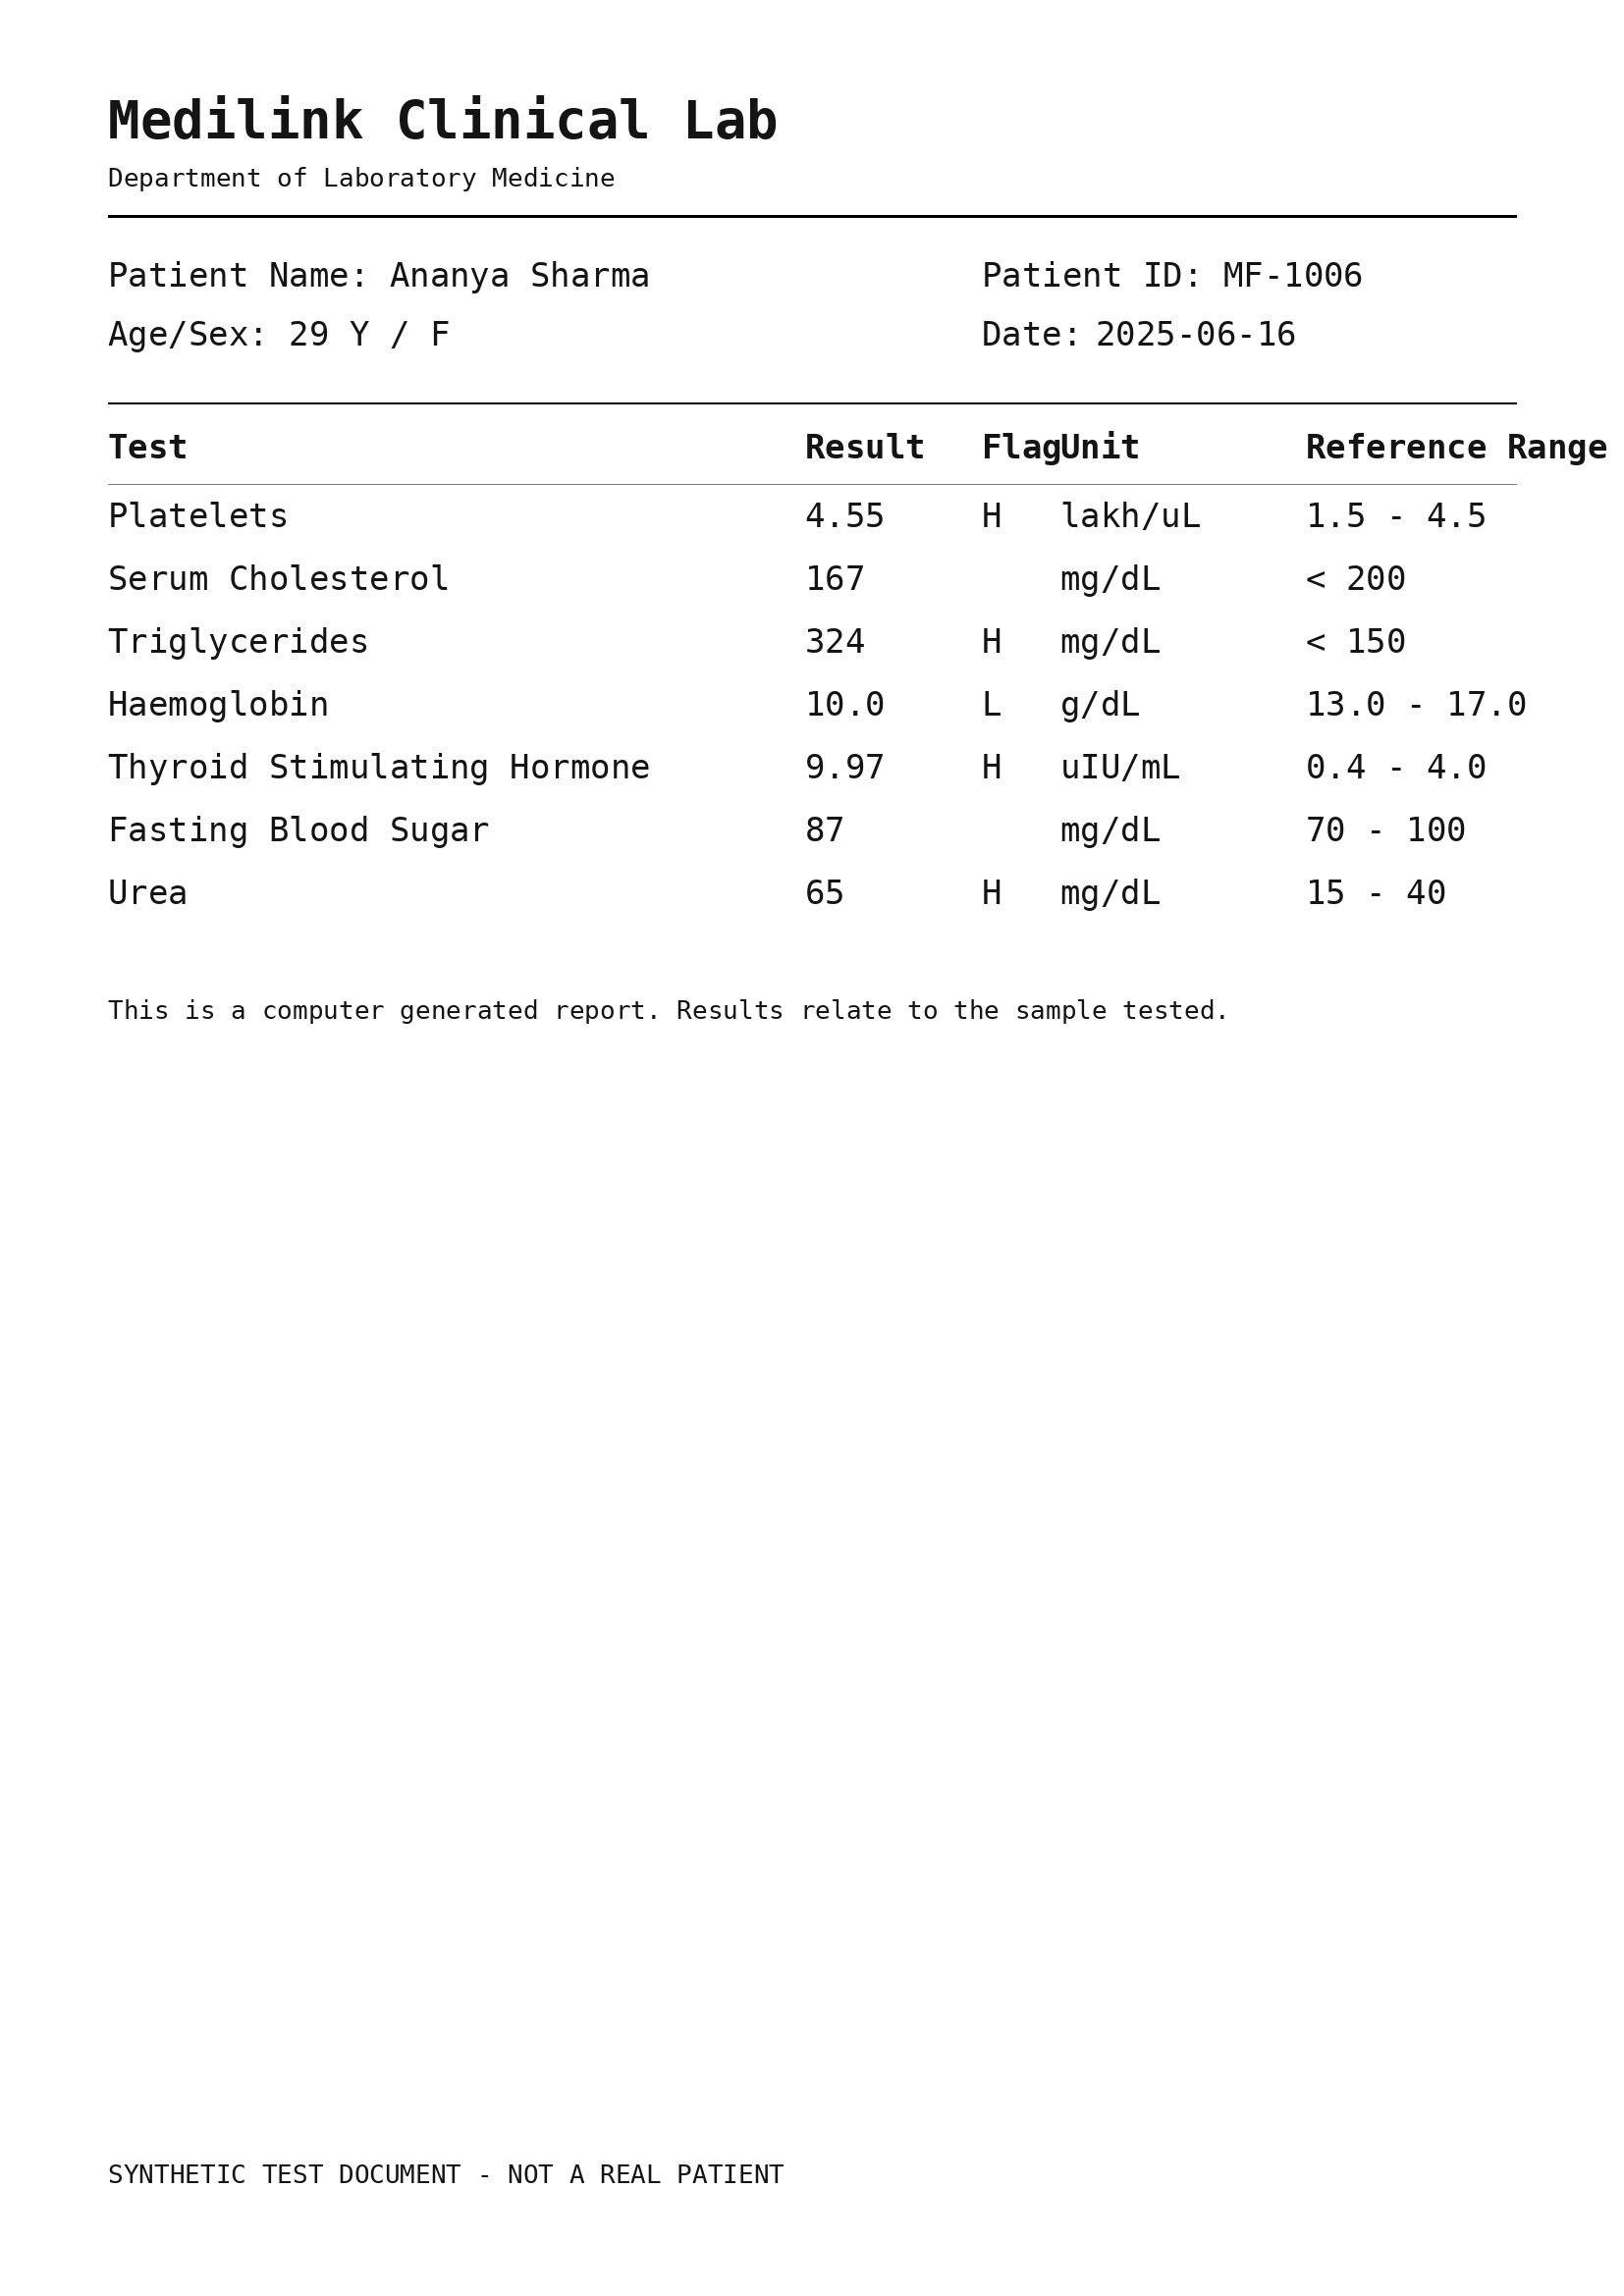 Medilink Clinical Lab
Department of Laboratory Medicine
Patient Name: Ananya Sharma Patient ID: MF-1006
Age/Sex: 29 Y / F Date: 2025-06-16
Test Result Flag Unit Reference Range
Platelets 4.55 H lakh/uL 1.5 - 4.5
Serum Cholesterol 167 mg/dL < 200
Triglycerides 324 H mg/dL < 150
Haemoglobin 10.0 L g/dL 13.0 - 17.0
Thyroid Stimulating Hormone 9.97 H uIU/mL 0.4 - 4.0
Fasting Blood Sugar 87 mg/dL 70 - 100
Urea 65 H mg/dL 15 - 40
This is a computer generated report. Results relate to the sample tested.
SYNTHETIC TEST DOCUMENT - NOT A REAL PATIENT